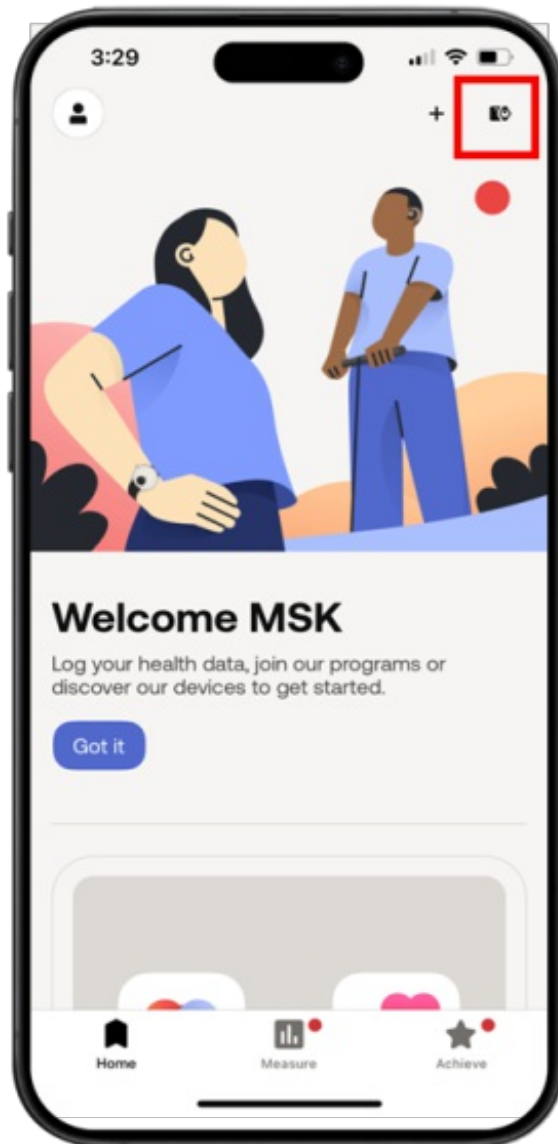 3:29
Welcome MSK
Log your health data, join our programs or
discover our devices to get started.
Got it
Home
Measure
Achieve